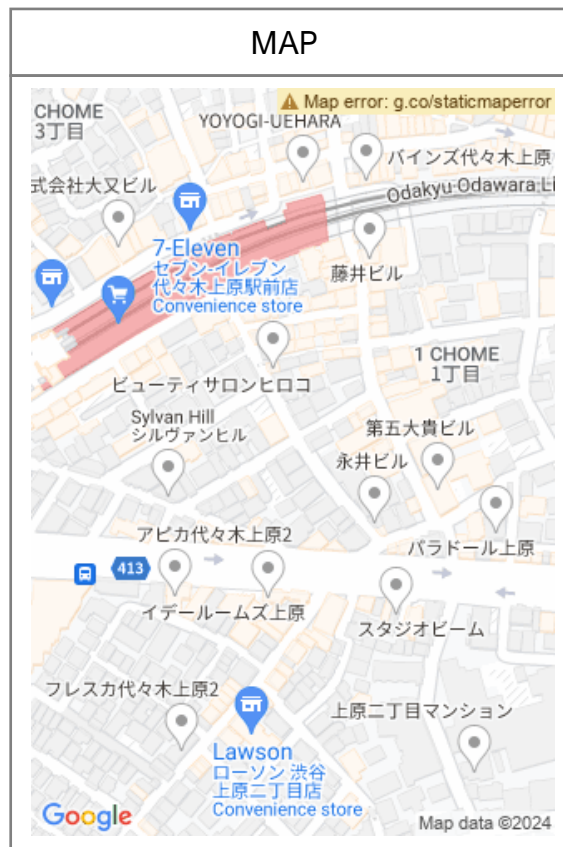 MAP
Map error: g.co/staticmaperror
CHOME
3丁目
YOYOGI-UEHARA
バインズ代々木上原
式会社大又ビル
Odakyu Odawara Li
7-Eleven
セブン-イレブン
代々木上原駅前店
Convenience store
藤井ビル
1 CHOME
1丁目
ビューティサロンヒロコ
Sylvan Hill
シルヴァンヒル
第五大貴ビル
永井ビル
アピカ代々木上原2
パラドール上原
413
イデールームズ上原
スタジオビーム
フレスカ代々木上原2
上原二丁目マンション
Lawson
ローソン 渋谷
上原二丁目店
Convenience store
Google
Map data ©2024